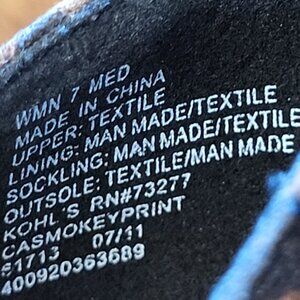 WMN 7 MED
MADE IN CHINA
UPPER: TEXTILE
LINING: MAN MADE/TEXTILE
SOCKLING: MAN MADE/TEXTILE
OUTSOLE: TEXTILE/MAN MADE
KOHL'S RN#73277
CASMOKEYPRINT
S1713 07/11
400920363689